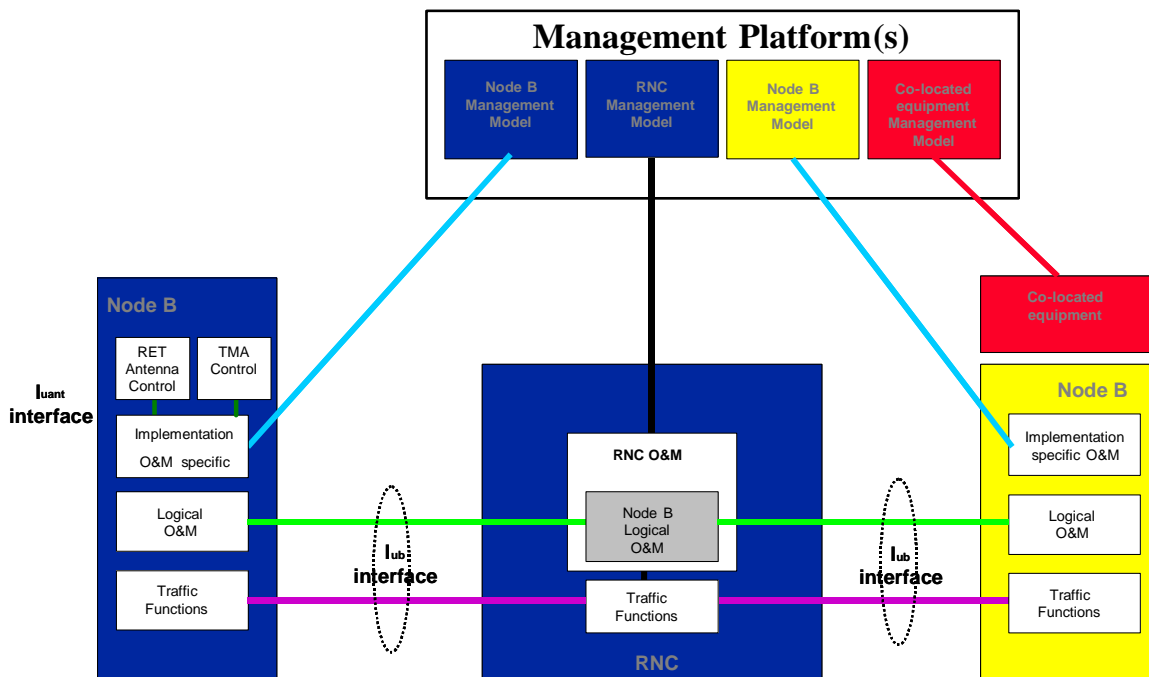 Management Platform(s)
Node B
Management
Model
RNC
Management
Model
Node B
Management
Model
Co-located
equipment
Management
Model
Node B
RET
Antenna
Control
TMA
Control
Iuant
interface
Implementation
O&M specific
Logical
O&M
Traffic
Functions
Iub
interface
RNC O&M
Node B
Logical
O&M
Traffic
Functions
RNC
Iub
interface
Co-located
equipment
Node B
Implementation
specific O&M
Logical
O&M
Traffic
Functions